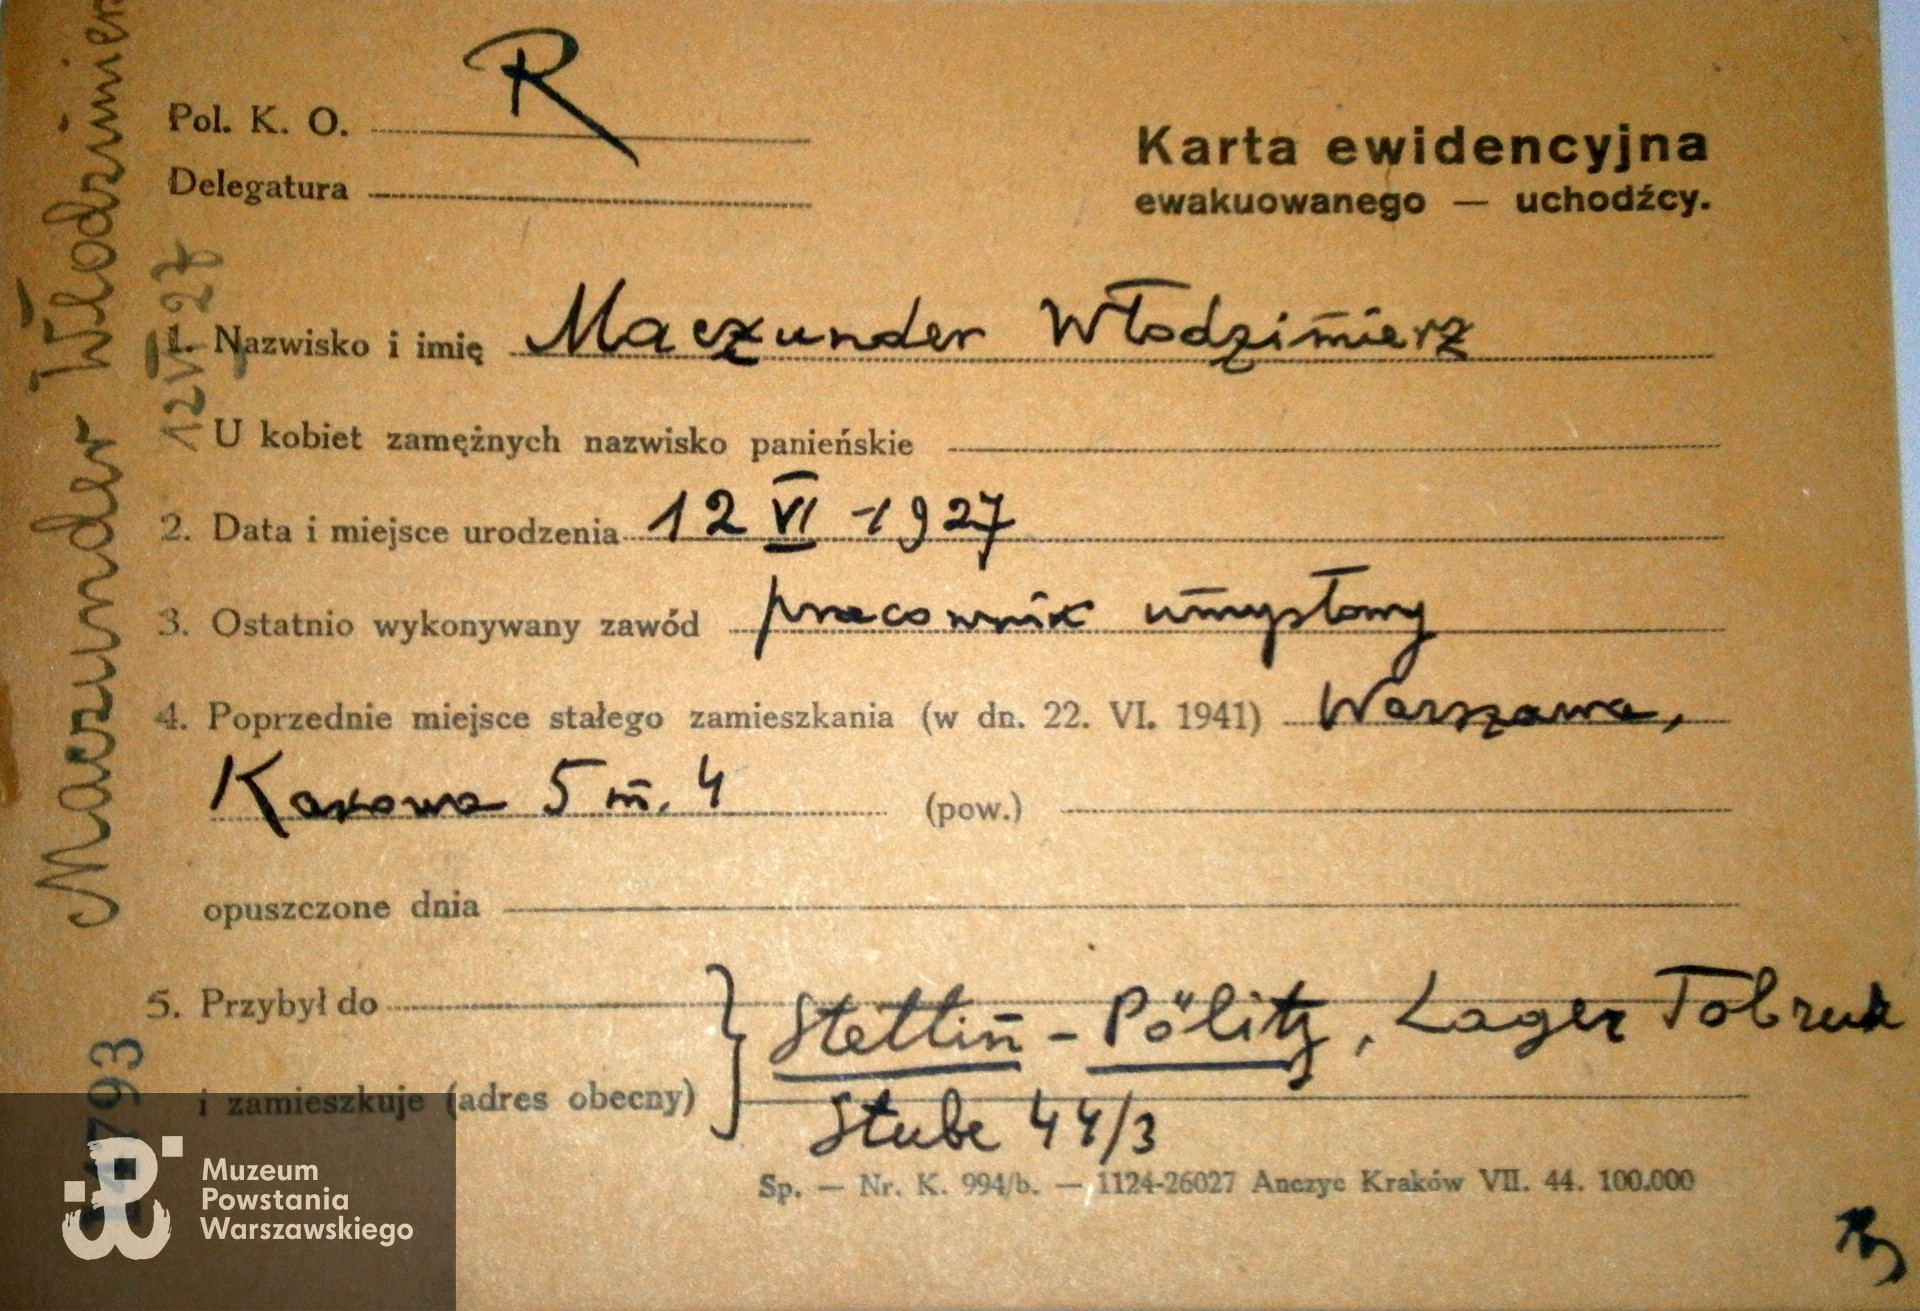 Maczunder Włodzimierz
12 VI 27
Pol. K. O. R
Delegatura
Karta ewidencyjna
ewakuowanego — uchodźcy.
1. Nazwisko i imię Maczunder Włodzimierz
U kobiet zamężnych nazwisko panieńskie
2. Data i miejsce urodzenia 12 VI 1927
3. Ostatnio wykonywany zawód pracownik umysłowy
4. Poprzednie miejsce stałego zamieszkania (w dn. 22. VI. 1941) Warszawa,
Karowa 5 m. 4 (pow.)
opuszczone dnia
5. Przybył do } Stettin - Pölitz, Lager Tobruk
i zamieszkuje (adres obecny) Stube 44/3
Sp. — Nr. K. 994/b. — 1124-26027 Anczyc Kraków VII. 44. 100.000
Muzeum
Powstania
Warszawskiego